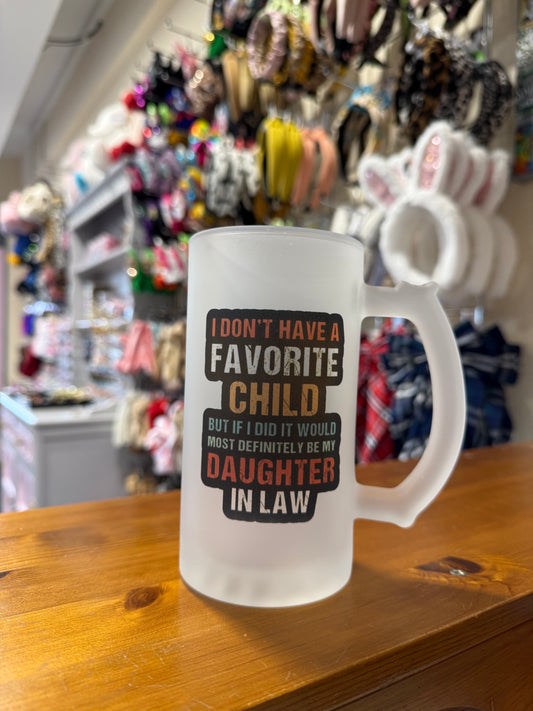 I DON'T HAVE A
FAVORITE
CHILD
BUT IF I DID IT WOULD
MOST DEFINITELY BE MY
DAUGHTER
IN LAW